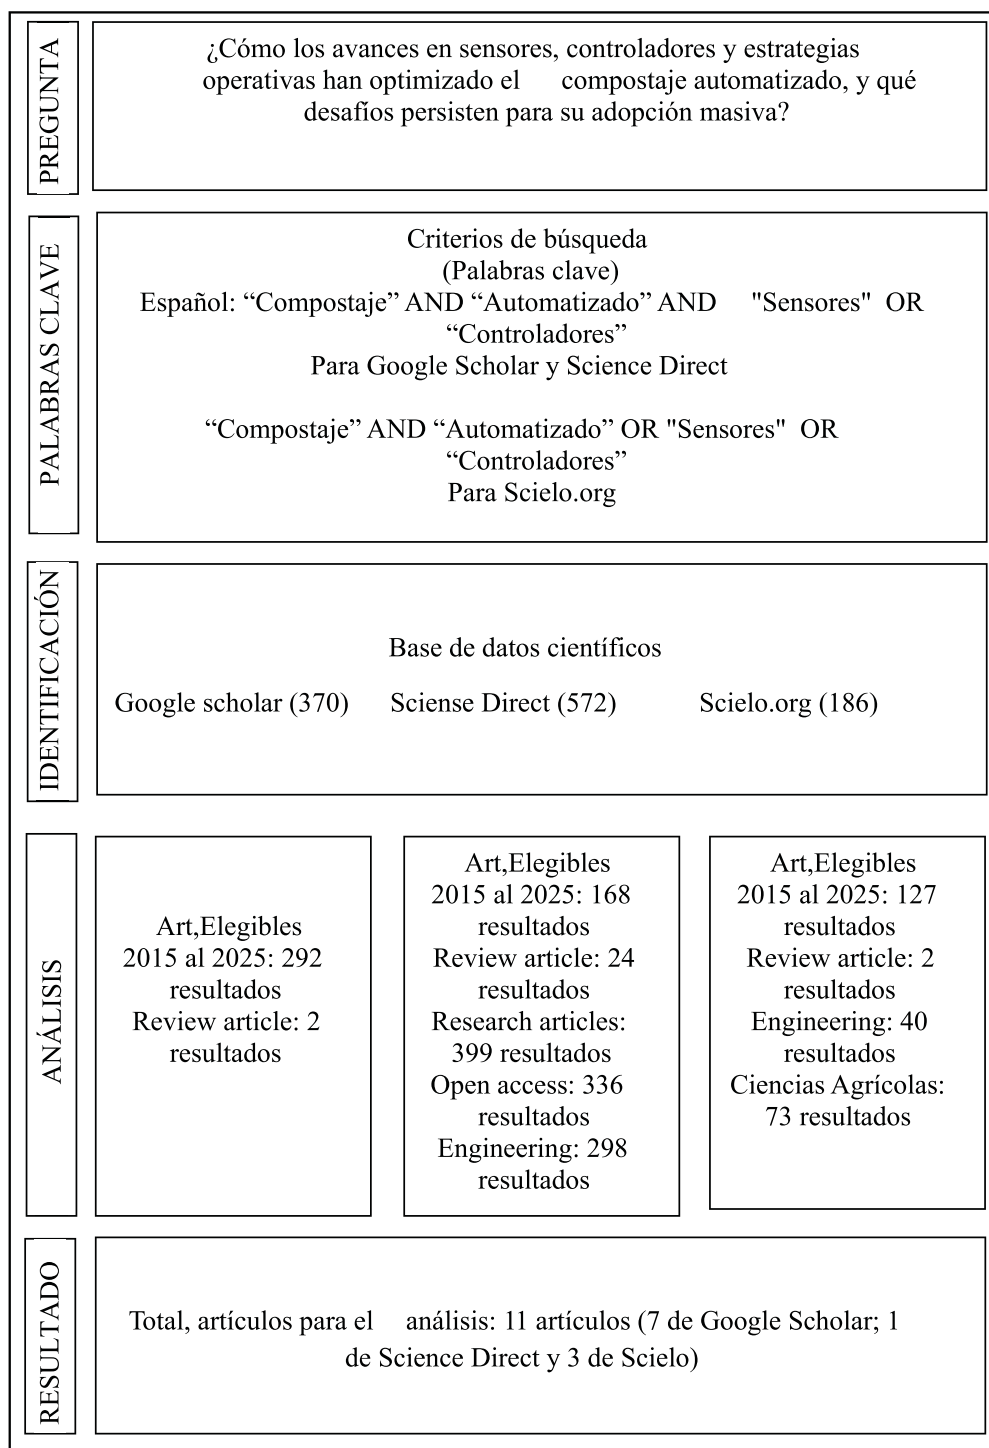 PREGUNTA
¿Cómo los avances en sensores, controladores y estrategias
operativas han optimizado el compostaje automatizado, y qué
desafíos persisten para su adopción masiva?
PALABRAS CLAVE
Criterios de búsqueda
(Palabras clave)
Español: “Compostaje” AND “Automatizado” AND "Sensores" OR
“Controladores”
Para Google Scholar y Science Direct
“Compostaje” AND “Automatizado” OR "Sensores" OR
“Controladores”
Para Scielo.org
IDENTIFICACIÓN
Base de datos científicos
Google scholar (370) Sciense Direct (572) Scielo.org (186)
ANÁLISIS
Art,Elegibles
2015 al 2025: 292
resultados
Review article: 2
resultados
Art,Elegibles
2015 al 2025: 168
resultados
Review article: 24
resultados
Research articles:
399 resultados
Open access: 336
resultados
Engineering: 298
resultados
Art,Elegibles
2015 al 2025: 127
resultados
Review article: 2
resultados
Engineering: 40
resultados
Ciencias Agrícolas:
73 resultados
RESULTADO
Total, artículos para el análisis: 11 artículos (7 de Google Scholar; 1
de Science Direct y 3 de Scielo)